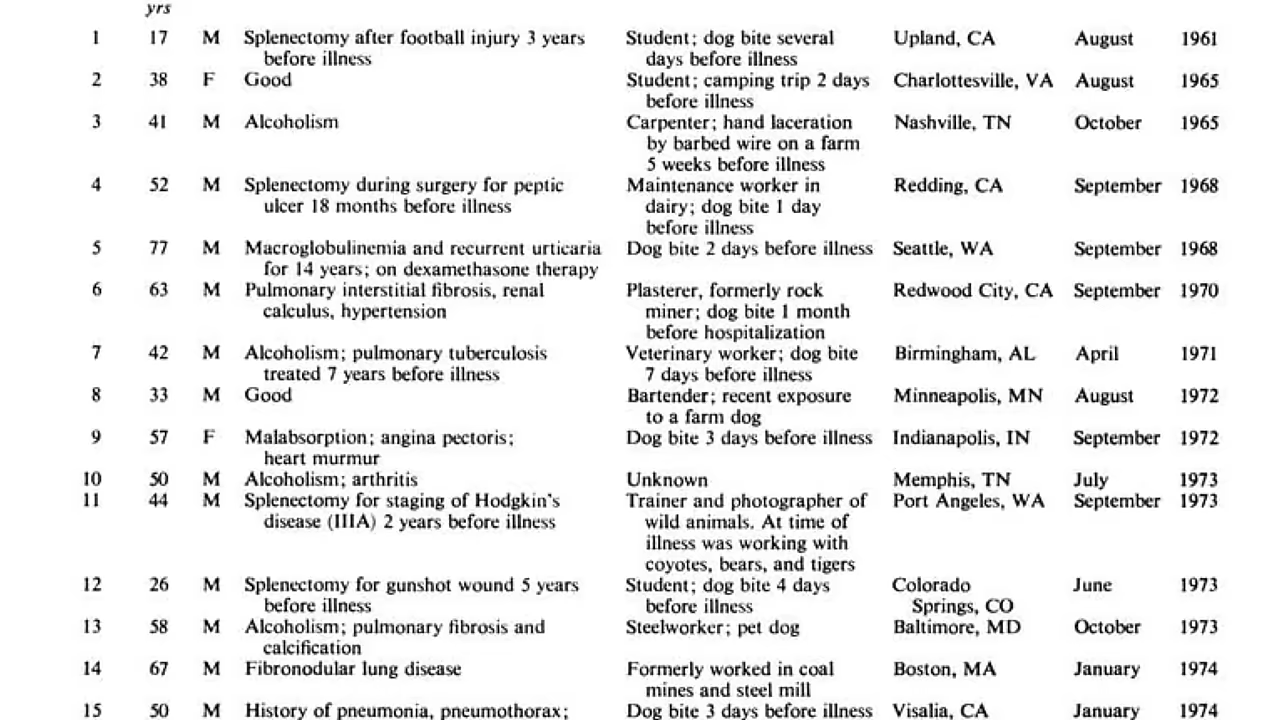 yrs
1 17 M Splenectomy after football injury 3 years Student; dog bite several Upland, CA August 1961
before illness days before illness
2 38 F Good Student; camping trip 2 days Charlottesville, VA August 1965
before illness
3 41 M Alcoholism Carpenter; hand laceration Nashville, TN October 1965
by barbed wire on a farm
5 weeks before illness
4 52 M Splenectomy during surgery for peptic Maintenance worker in Redding, CA September 1968
ulcer 18 months before illness dairy; dog bite 1 day
before illness
5 77 M Macroglobulinemia and recurrent urticaria Dog bite 2 days before illness Seattle, WA September 1968
for 14 years; on dexamethasone therapy
6 63 M Pulmonary interstitial fibrosis, renal Plasterer, formerly rock Redwood City, CA September 1970
calculus, hypertension miner; dog bite 1 month
before hospitalization
7 42 M Alcoholism; pulmonary tuberculosis Veterinary worker; dog bite Birmingham, AL April 1971
treated 7 years before illness 7 days before illness
8 33 M Good Bartender; recent exposure Minneapolis, MN August 1972
to a farm dog
9 57 F Malabsorption; angina pectoris; Dog bite 3 days before illness Indianapolis, IN September 1972
heart murmur
10 50 M Alcoholism; arthritis Unknown Memphis, TN July 1973
11 44 M Splenectomy for staging of Hodgkin's Trainer and photographer of Port Angeles, WA September 1973
disease (IIIA) 2 years before illness wild animals. At time of
illness was working with
coyotes, bears, and tigers
12 26 M Splenectomy for gunshot wound 5 years Student; dog bite 4 days Colorado June 1973
before illness before illness Springs, CO
13 58 M Alcoholism; pulmonary fibrosis and Steelworker; pet dog Baltimore, MD October 1973
calcification
14 67 M Fibronodular lung disease Formerly worked in coal Boston, MA January 1974
mines and steel mill
15 50 M History of pneumonia, pneumothorax; Dog bite 3 days before illness Visalia, CA January 1974